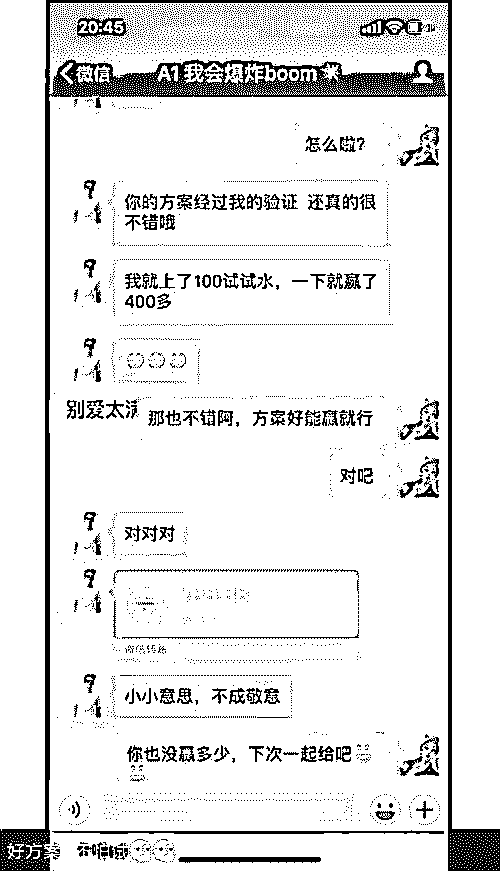 20:45
微信
A1 我会爆炸boom
怎么啦?
你的方案经过我的验证 还真的很
不错哦
我就上了100试试水，一下就赢了
400多
别爱太满
那也不错阿，方案好能赢就行
对吧
对对对
微信转账
小小意思，不成敬意
你也没赢多少，下次一起给吧
好方案
不怕试